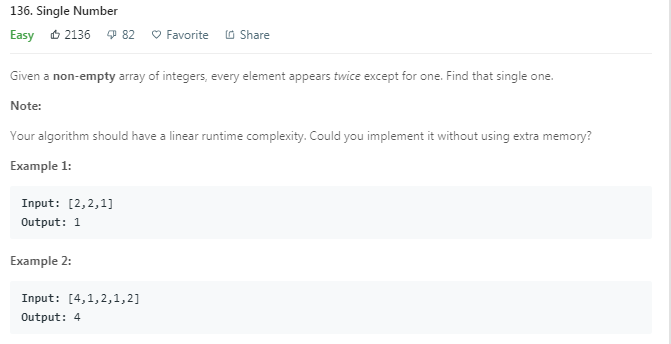 136. Single Number
Easy 2136 82 Favorite Share
Given a non-empty array of integers, every element appears twice except for one. Find that single one.
Note:
Your algorithm should have a linear runtime complexity. Could you implement it without using extra memory?
Example 1:
Input: [2,2,1]
Output: 1
Example 2:
Input: [4,1,2,1,2]
Output: 4